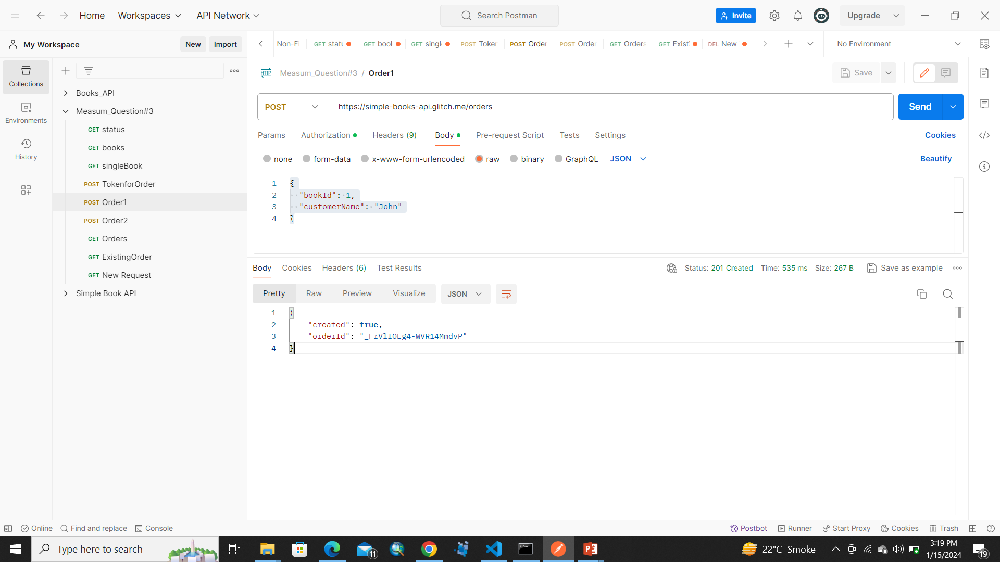 Home
Workspaces
API Network
Search Postman
Invite
Upgrade
My Workspace
New
Import
Non-Fi
GET statu
GET bool
GET single
POST Toker
POST Order
POST Order
GET Orders
GET Exist
DEL New
No Environment
Collections
Environments
History
Books_API
Measum_Question#3
GET status
GET books
GET singleBook
POST TokenforOrder
POST Order1
POST Order2
GET Orders
GET ExistingOrder
GET New Request
Simple Book API
HTTP Measum_Question#3 / Order1
Save
POST
https://simple-books-api.glitch.me/orders
Send
Params Authorization Headers (9) Body Pre-request Script Tests Settings
Cookies
none form-data x-www-form-urlencoded raw binary GraphQL JSON
Beautify
1 {
2 "bookId": 1,
3 "customerName": "John"
4 }
Body Cookies Headers (6) Test Results
Status: 201 Created Time: 535 ms Size: 267 B
Save as example
Pretty Raw Preview Visualize JSON
1 {
2 "created": true,
3 "orderId": "_FrVlIOEg4-WVR14MmdvP"
4 }
Online Find and replace Console
Postbot Runner Start Proxy Cookies Trash
Type here to search
11
22°C Smoke
3:19 PM
1/15/2024
19